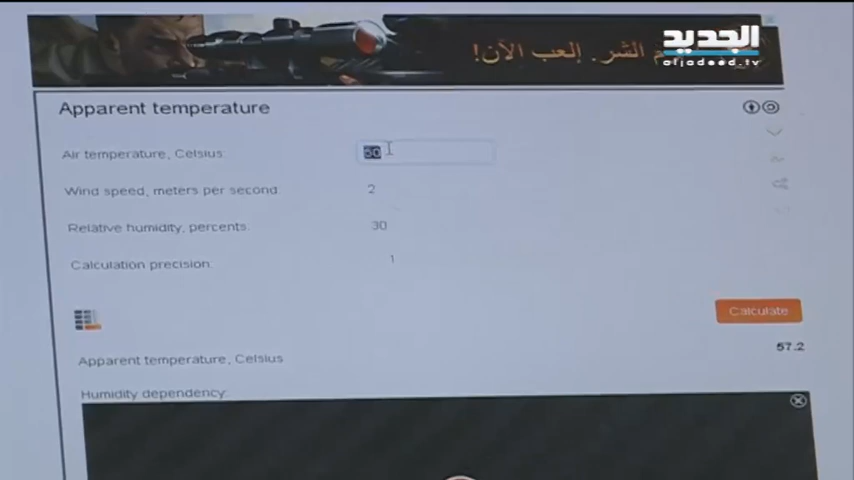 الجديد
aljadeed.tv
الشر. إلعب الآن!
Apparent temperature
Air temperature, Celsius:
50
Wind speed, meters per second:
2
Relative humidity, percents:
30
Calculation precision:
1
Calculate
Apparent temperature, Celsius
57.2
Humidity dependency: